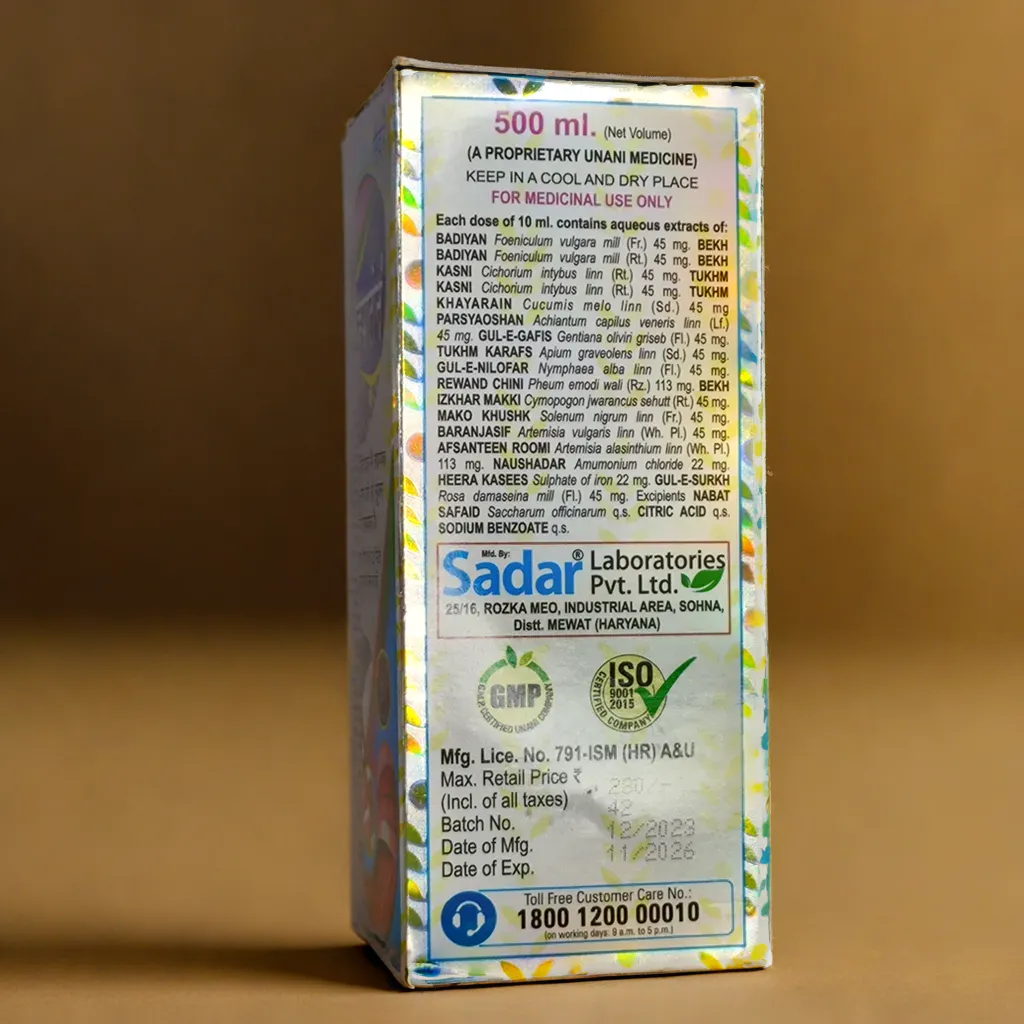 500 ml. (Net Volume)
(A PROPRIETARY UNANI MEDICINE)
KEEP IN A COOL AND DRY PLACE
FOR MEDICINAL USE ONLY
Each dose of 10 ml. contains aqueous extracts of:
BADIYAN Foeniculum vulgara mill (Fr.) 45 mg. BEKH
BADIYAN Foeniculum vulgara mill (Rt.) 45 mg. BEKH
KASNI Cichorium intybus linn (Rt.) 45 mg. TUKHM
KASNI Cichorium intybus linn (Rt.) 45 mg. TUKHM
KHAYARAIN Cucumis melo linn (Sd.) 45 mg
PARSYAOSHAN Achiantum capilus veneris linn (Lf.)
45 mg. GUL-E-GAFIS Gentiana oliviri griseb (Fl.) 45 mg.
TUKHM KARAFS Apium graveolens linn (Sd.) 45 mg.
GUL-E-NILOFAR Nymphaea alba linn (Fl.) 45 mg.
REWAND CHINI Pheum emodi wali (Rz.) 113 mg. BEKH
IZKHAR MAKKI Cymopogon jwarancus sehutt (Rt.) 45 mg.
MAKO KHUSHK Solenum nigrum linn (Fr.) 45 mg.
BARANJASIF Artemisia vulgaris linn (Wh. Pl.) 45 mg.
AFSANTEEN ROOMI Artemisia alasinthium linn (Wh. Pl.)
113 mg. NAUSHADAR Amumonium chloride 22 mg.
HEERA KASEES Sulphate of iron 22 mg. GUL-E-SURKH
Rosa damaseina mill (Fl.) 45 mg. Excipients NABAT
SAFAID Saccharum officinarum q.s. CITRIC ACID q.s.
SODIUM BENZOATE q.s.
Mfd. By:
Sadar® Laboratories
Pvt. Ltd.
25/16, ROZKA MEO, INDUSTRIAL AREA, SOHNA,
Distt. MEWAT (HARYANA)
GMP
G.M.P. CERTIFIED UNANI COMPANY
ISO
9001
2015
CERTIFIED COMPANY
Mfg. Lice. No. 791-ISM (HR) A&U
Max. Retail Price ₹ 280/-
(Incl. of all taxes)
Batch No. 42
Date of Mfg. 12/2023
Date of Exp. 11/2026
Toll Free Customer Care No.:
1800 1200 00010
(on working days: 9 a.m. to 5 p.m.)